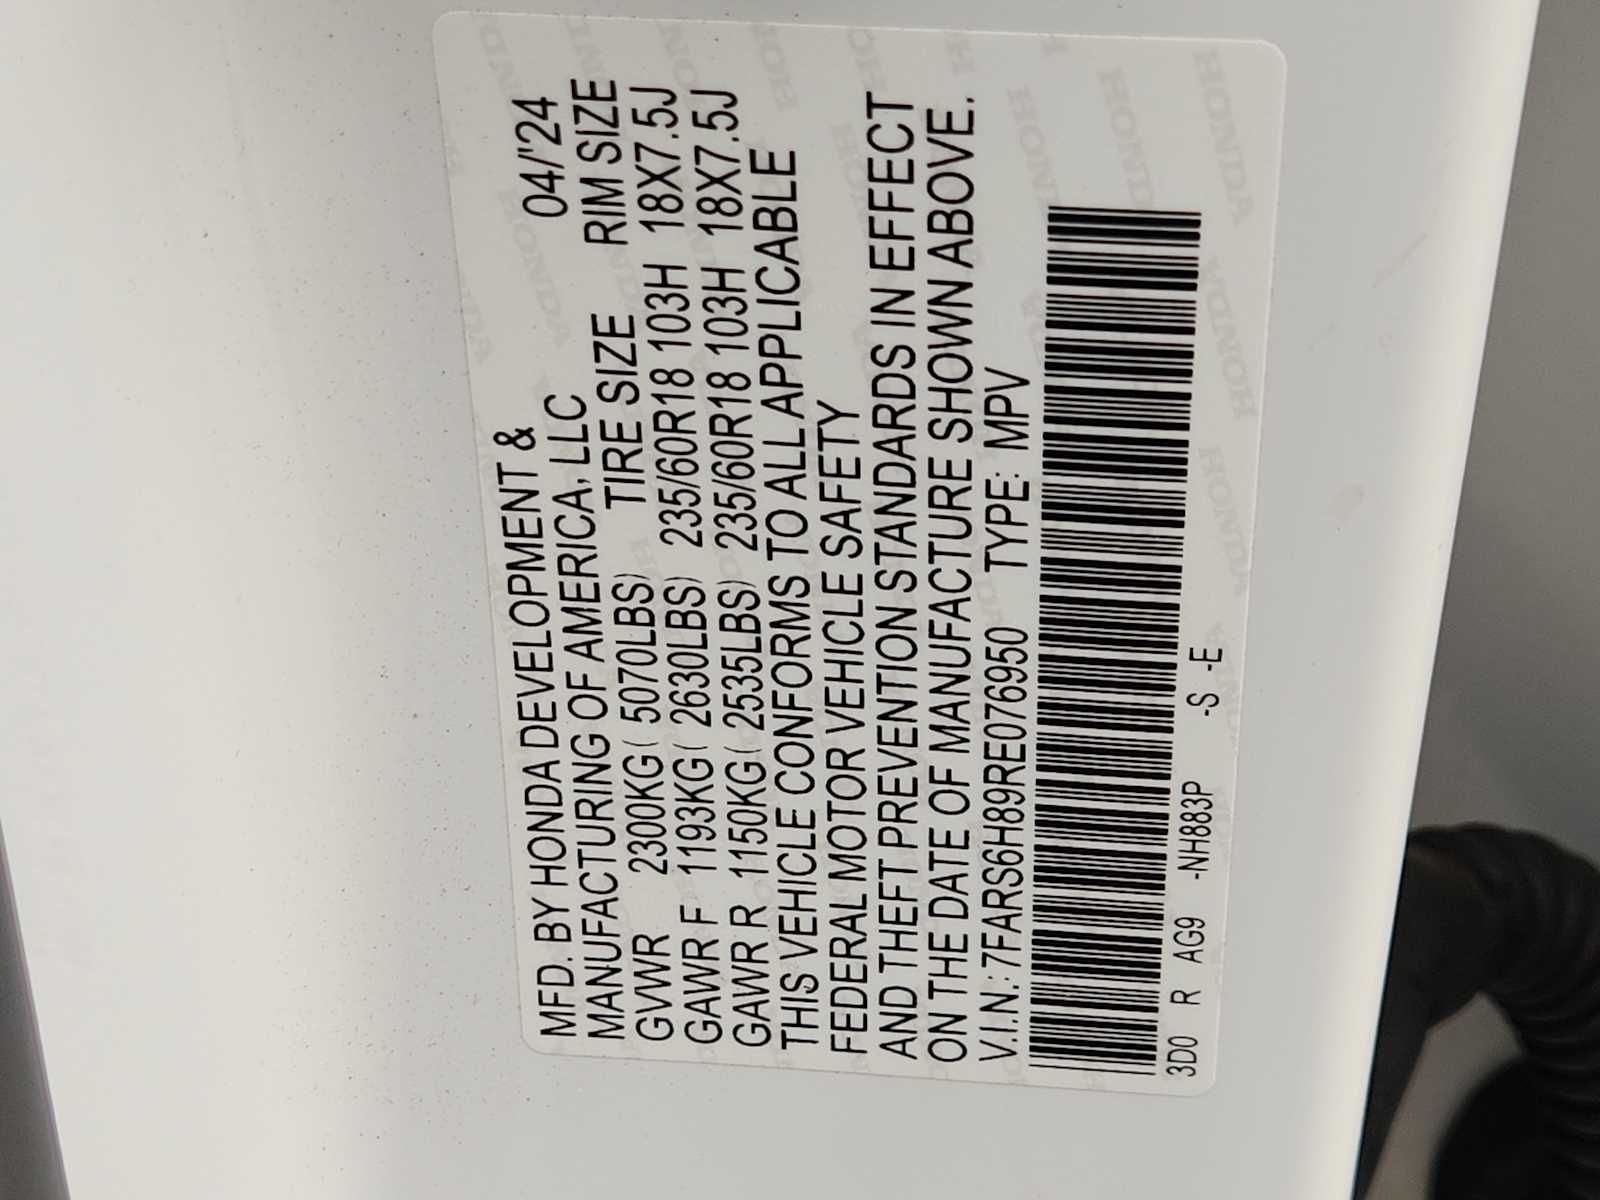 MFD. BY HONDA DEVELOPMENT & 04/'24
MANUFACTURING OF AMERICA, LLC RIM SIZE
TIRE SIZE
GVWR 2300KG( 5070LBS)
GAWR F 1193KG( 2630LBS) 235/60R18 103H 18X7.5J
GAWR R 1150KG( 2535LBS) 235/60R18 103H 18X7.5J
THIS VEHICLE CONFORMS TO ALL APPLICABLE
FEDERAL MOTOR VEHICLE SAFETY
AND THEFT PREVENTION STANDARDS IN EFFECT
ON THE DATE OF MANUFACTURE SHOWN ABOVE.
V.I.N.: 7FARS6H89RE076950 TYPE: MPV
3D0 R AG9 -NH883P -S -E
HONDA